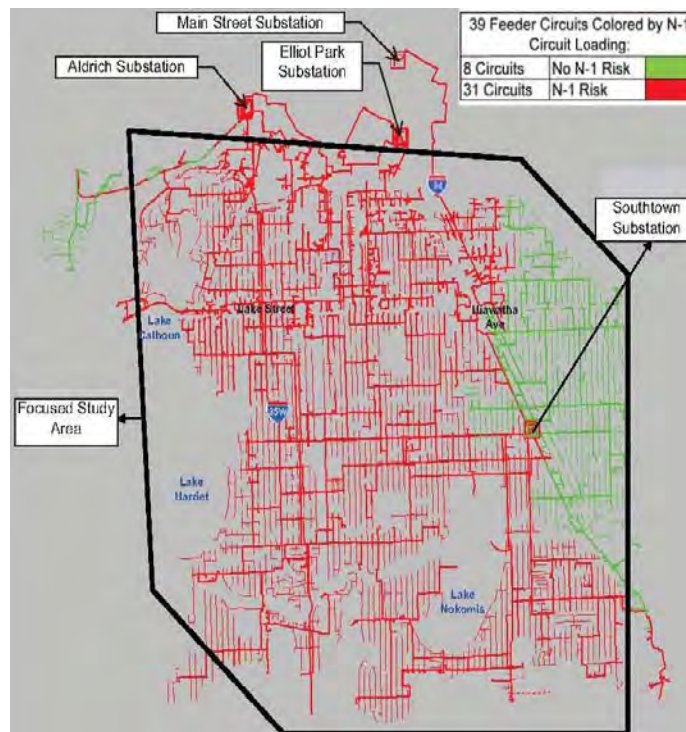 Main Street Substation
39 Feeder Circuits Colored by N-1
Circuit Loading:
8 Circuits No N-1 Risk
31 Circuits N-1 Risk
Aldrich Substation
Elliot Park
Substation
94
Southtown
Substation
Lake Street
Hiawatha
Ave
Lake
Calhoun
Focused Study
Area
35W
Lake
Harriet
Lake
Nokomis